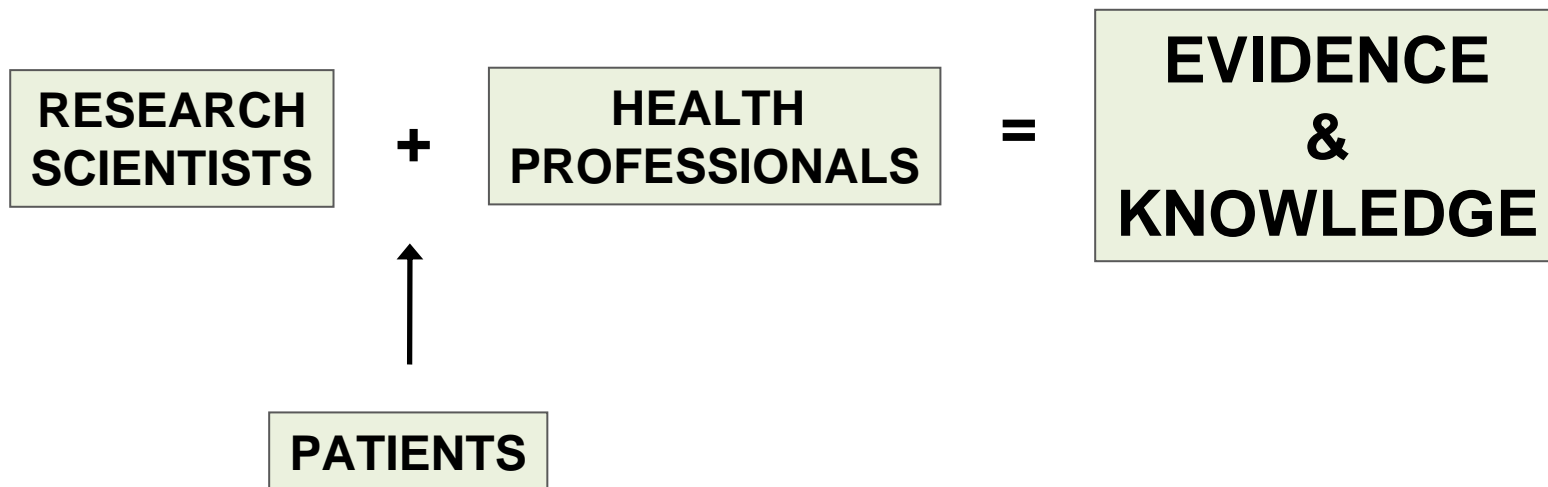 RESEARCH
SCIENTISTS
+
HEALTH
PROFESSIONALS
=
EVIDENCE
&
KNOWLEDGE
PATIENTS